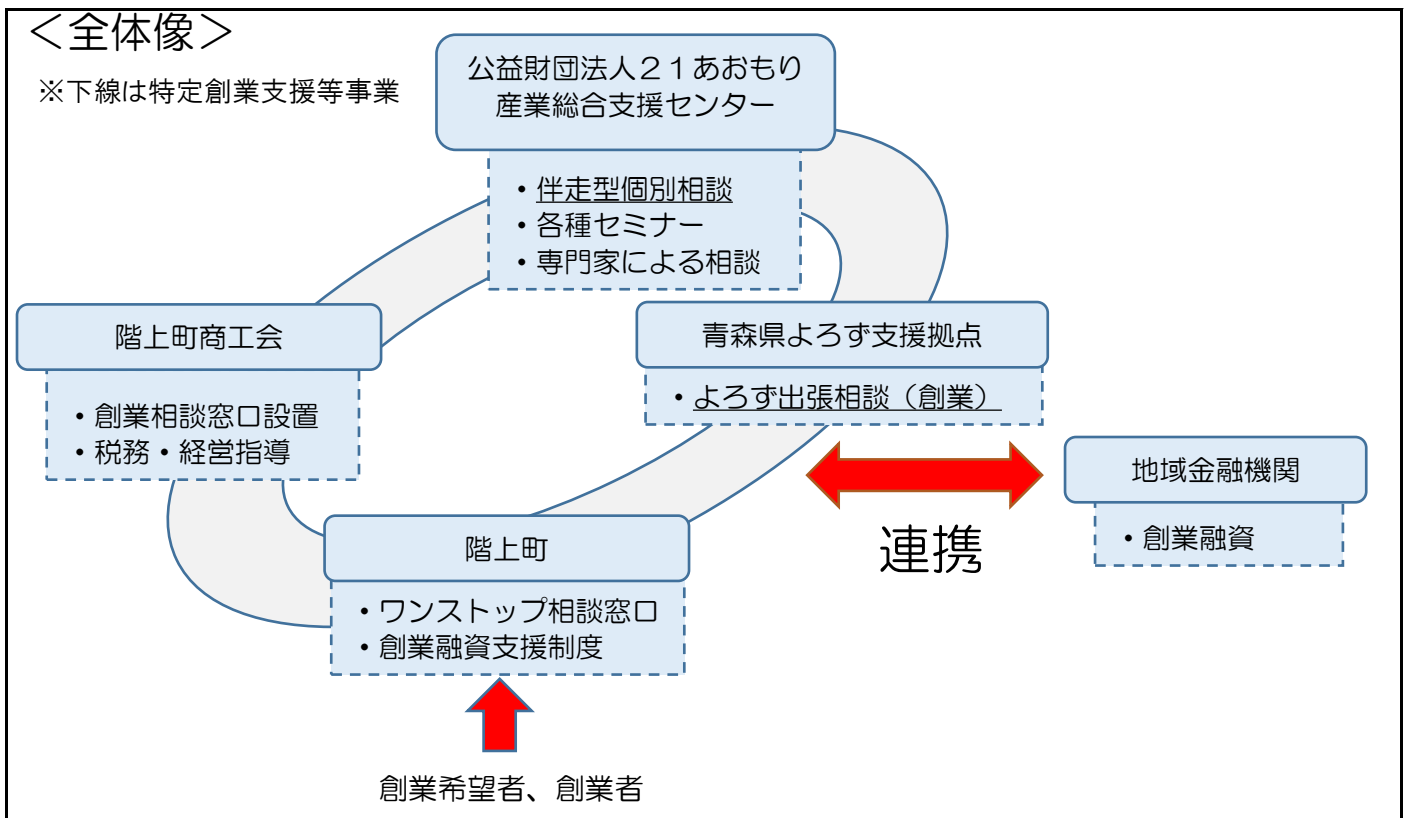 ＜全体像＞
※下線は特定創業支援等事業
公益財団法人２１あおもり
産業総合支援センター
・伴走型個別相談
・各種セミナー
・専門家による相談
階上町商工会
・創業相談窓口設置
・税務・経営指導
青森県よろず支援拠点
・よろず出張相談（創業）
地域金融機関
・創業融資
連携
階上町
・ワンストップ相談窓口
・創業融資支援制度
創業希望者、創業者